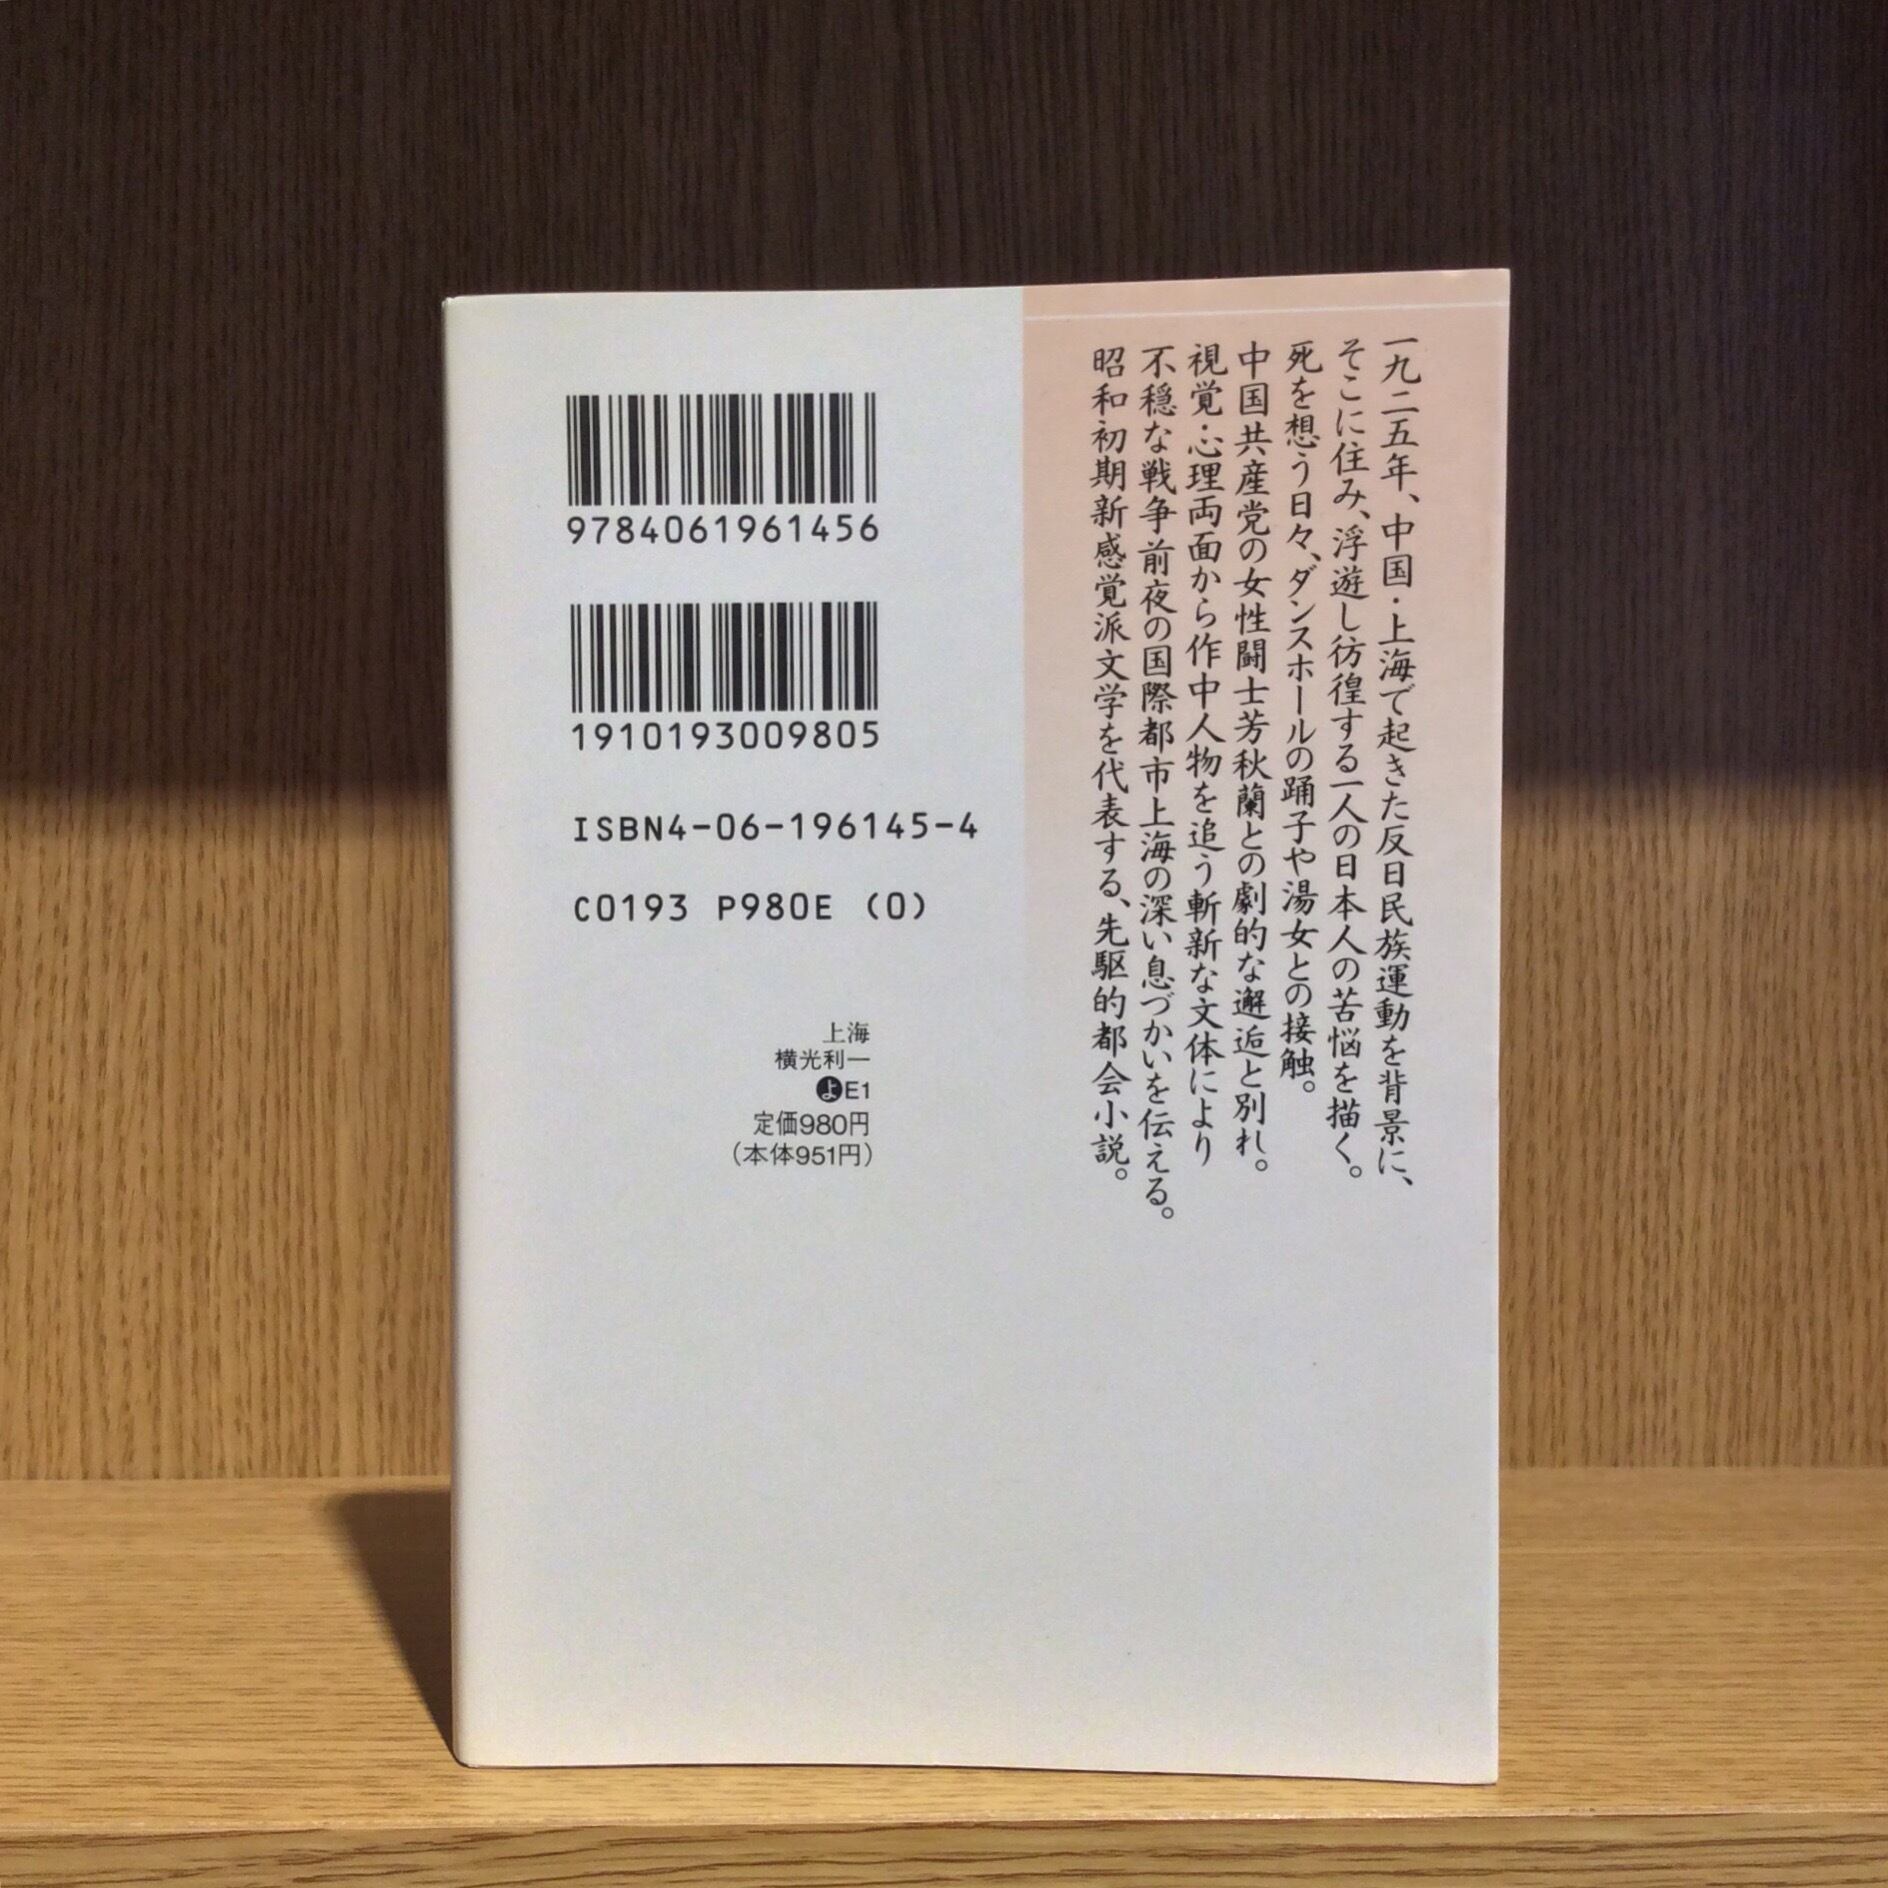 一九二五年、中国・上海で起きた反日民族運動を背景に、
そこに住み、浮遊し彷徨する一人の日本人の苦悩を描く。
死を想う日々、ダンスホールの踊子や湯女との接触。
中国共産党の女性闘士芳秋蘭との劇的な邂逅と別れ。
視覚・心理両面から作中人物を追う斬新な文体により
不穏な戦争前夜の国際都市上海の深い息づかいを伝える。
昭和初期新感覚派文学を代表する、先駆的都会小説。
9784061961456
1910193009805
ISBN4-06-196145-4
C0193 P980E (0)
上海
横光利一
よE1
定価980円
（本体951円）